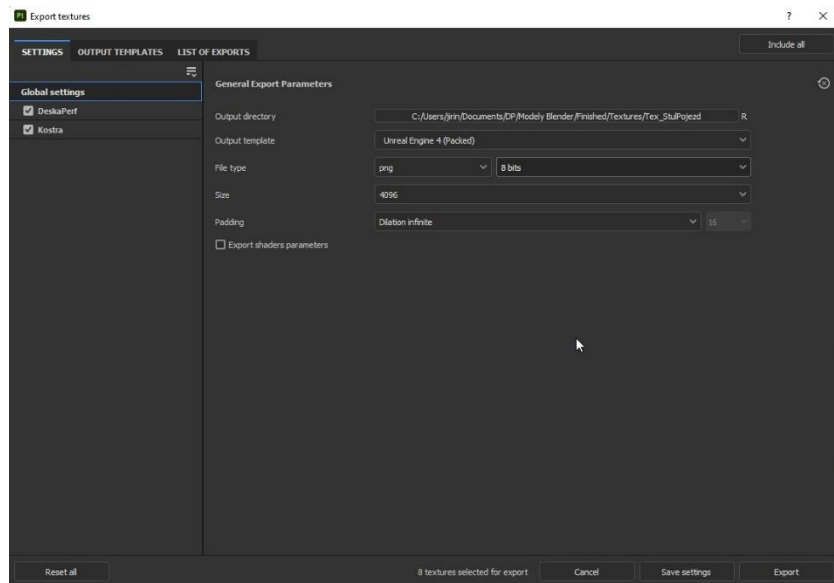 Pt Export textures ? ×
SETTINGS OUTPUT TEMPLATES LIST OF EXPORTS Include all
Global settings
DeskaPerf
Kostra
General Export Parameters
Output directory C:/Users/jirin/Documents/DP/Modely Blender/Finished/Textures/Tex_StulPojezd R
Output template Unreal Engine 4 (Packed)
File type png 8 bits
Size 4096
Padding Dilation infinite 16
Export shaders parameters
Reset all 8 textures selected for export Cancel Save settings Export